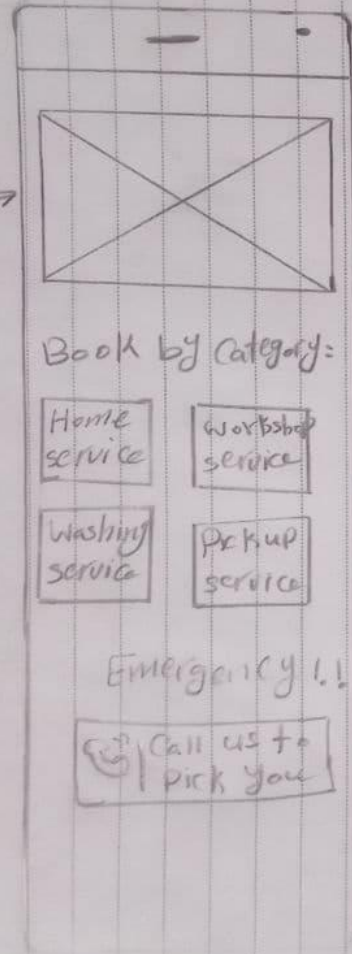 Book by Category:
Home
service
Workshop
service
Washing
service
Pickup
service
Emergency !!
Call us to
Pick you